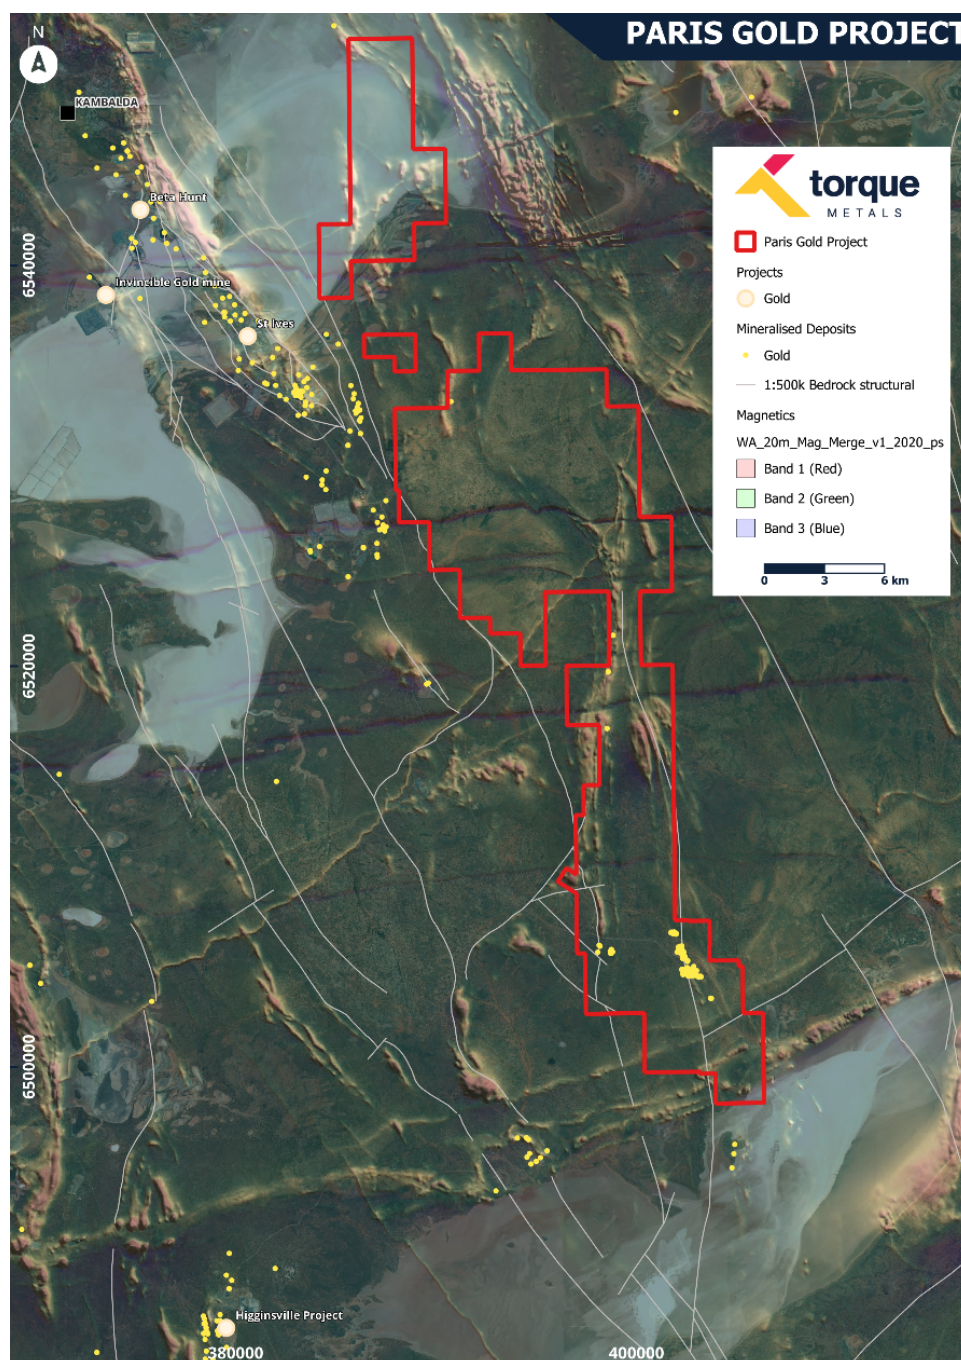 PARIS GOLD PROJECT
N
KAMBALDA
Beta Hunt
Invincible Gold mine
St Ives
torque
METALS
Paris Gold Project
Projects
Gold
Mineralised Deposits
Gold
1:500k Bedrock structural
Magnetics
WA_20m_Mag_Merge_v1_2020_ps
Band 1 (Red)
Band 2 (Green)
Band 3 (Blue)
0 3 6 km
6540000
6520000
6500000
Higginsville Project
380000
400000